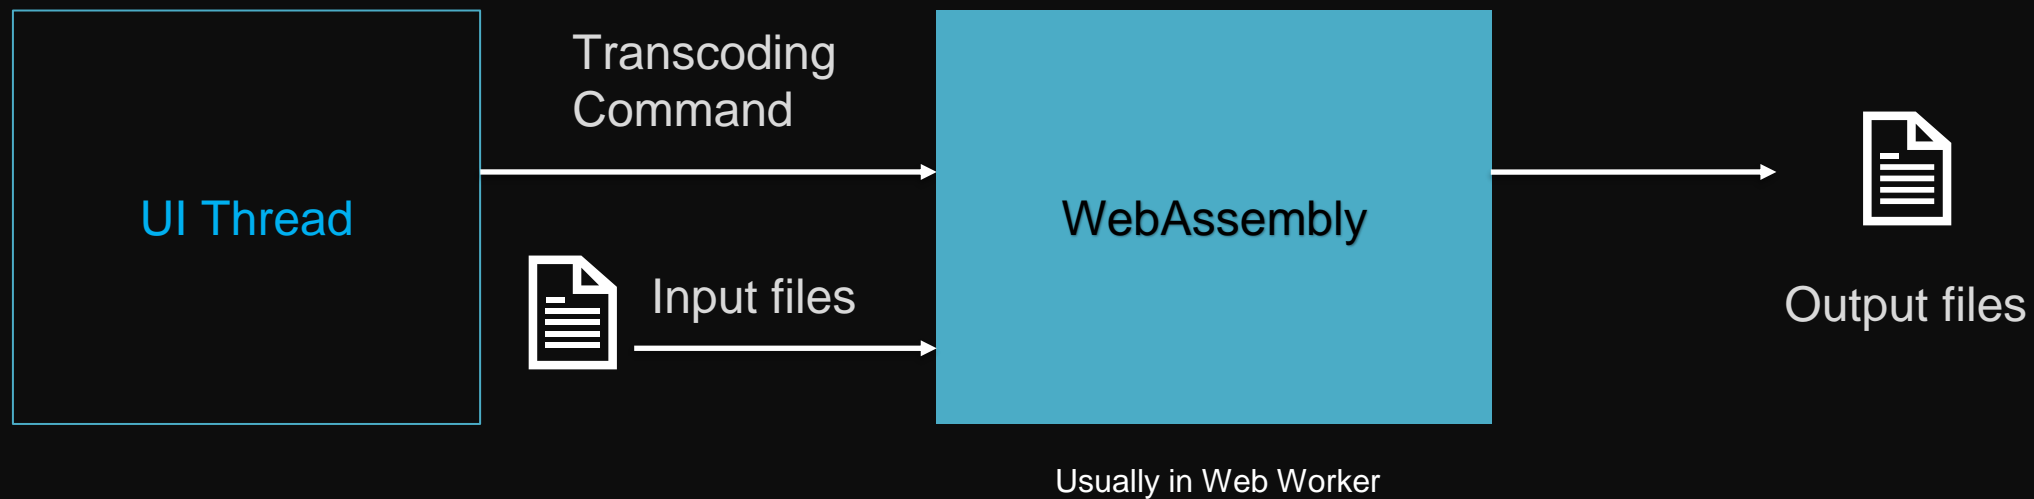 Transcoding
Command
UI Thread
WebAssembly
Input files
Output files
Usually in Web Worker